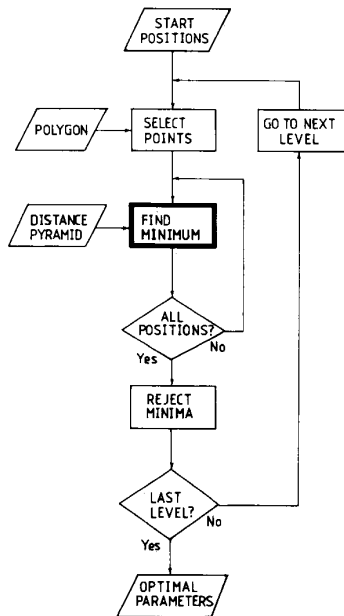 START
POSITIONS
POLYGON
SELECT
POINTS
GO TO NEXT
LEVEL
DISTANCE
PYRAMID
FIND
MINIMUM
ALL
POSITIONS?
Yes
No
REJECT
MINIMA
LAST
LEVEL?
No
Yes
OPTIMAL
PARAMETERS